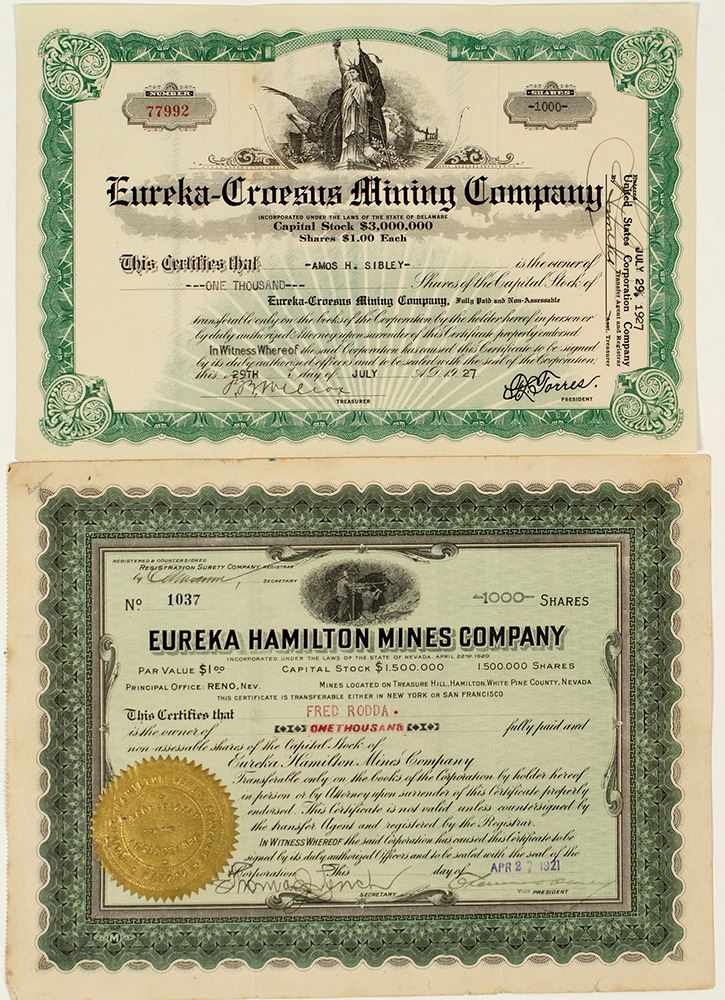 NUMBER
77992
SHARES
-1000-
Eureka-Croesus Mining Company
INCORPORATED UNDER THE LAWS OF THE STATE OF DELAWARE
Capital Stock $3,000,000
Shares $1.00 Each
This Certifies that -AMOS H. SIBLEY- is the owner of
---ONE THOUSAND--- Shares of the Capital Stock of
Eureka-Croesus Mining Company, Fully Paid and Non-Assessable
transferable only on the books of the Corporation by the holder hereof in person or
by duly authorized Attorney upon surrender of this Certificate properly endorsed.
In Witness Whereof the said Corporation has caused this Certificate to be signed
by its duly authorized officers and to be sealed with the seal of the Corporation
this 29TH day of JULY A.D. 1927
TREASURER
PRESIDENT
JULY 29, 1927
United States Corporation Company
Transfer Agent and Registrar
By
Asst. Treasurer
REGISTERED & COUNTERSIGNED
REGISTRATION SURETY COMPANY REGISTRAR
by
SECRETARY
No 1037
-1000- SHARES
EUREKA HAMILTON MINES COMPANY
INCORPORATED UNDER THE LAWS OF THE STATE OF NEVADA, APRIL 22ND, 1920
PAR VALUE $1.00 CAPITAL STOCK $1.500.000 1.500.000 SHARES
PRINCIPAL OFFICE: RENO, NEV. MINES LOCATED ON TREASURE HILL, HAMILTON, WHITE PINE COUNTY, NEVADA
THIS CERTIFICATE IS TRANSFERABLE EITHER IN NEW YORK OR SAN FRANCISCO
This Certifies that FRED RODDA.
is the owner of ONE THOUSAND fully paid and
non-assessable shares of the Capital Stock of
Eureka Hamilton Mines Company
Transferable only on the books of the Corporation by holder hereof
in person or by Attorney upon surrender of this Certificate properly
endorsed. This Certificate is not valid unless countersigned by
the transfer Agent and registered by the Registrar.
IN WITNESS WHEREOF the said Corporation has caused this Certificate to be
signed by its duly authorized Officers and to be sealed with the seal of the
Corporation This day of APR 27 1921
SECRETARY
VICE PRESIDENT